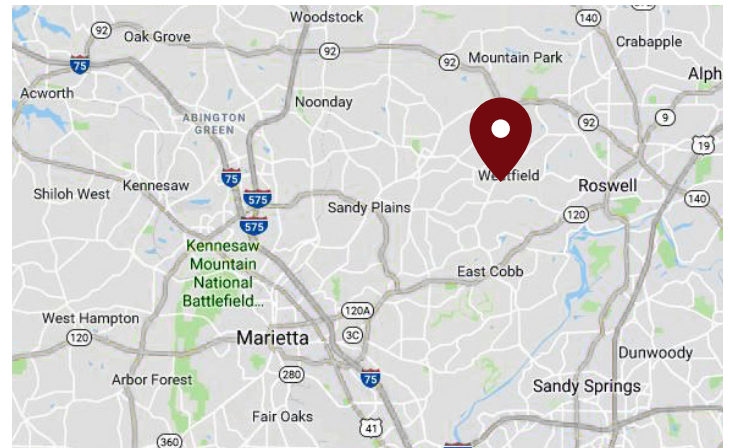 Woodstock
140
92
Oak Grove
92
Crabapple
92
Mountain Park
75
Alph
Acworth
Noonday
ABINGTON
GREEN
92
9
19
75
Westfield
Kennesaw
Roswell
Shiloh West
575
140
Sandy Plains
120
575
Kennesaw
Mountain
National
Battlefield...
East Cobb
120A
West Hampton
120
Marietta
3C
Dunwoody
280
75
Arbor Forest
Sandy Springs
Fair Oaks
41
360